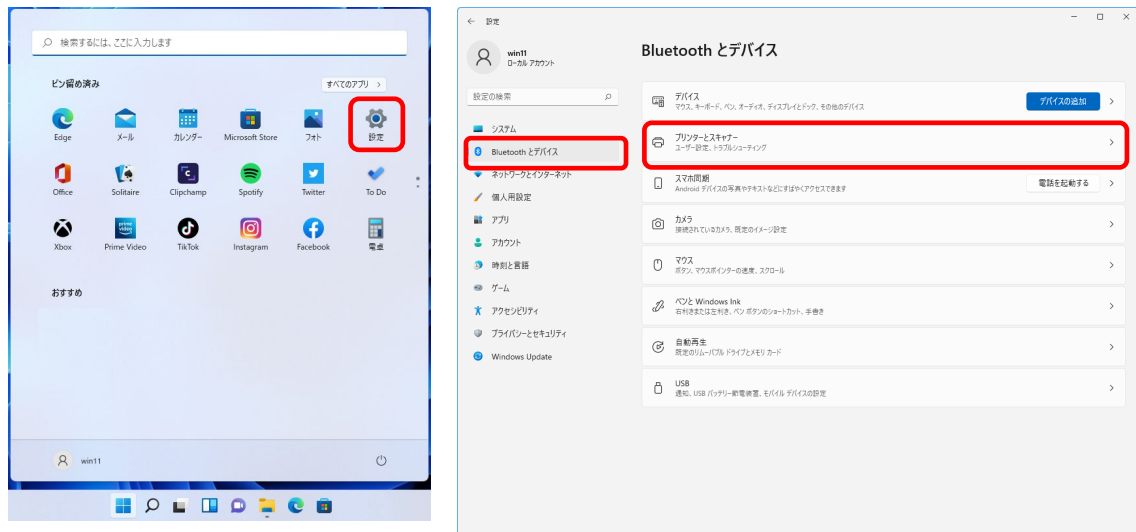 検索するには、ここに入力します
ピン留め済み
すべてのアプリ >
Edge
メール
カレンダー
Microsoft Store
フォト
設定
Office
Solitaire
Clipchamp
Spotify
Twitter
To Do
Xbox
Prime Video
TikTok
Instagram
Facebook
電卓
おすすめ
win11
← 設定
win11
ローカル アカウント
設定の検索
システム
Bluetooth とデバイス
ネットワークとインターネット
個人用設定
アプリ
アカウント
時刻と言語
ゲーム
アクセシビリティ
プライバシーとセキュリティ
Windows Update
Bluetooth とデバイス
デバイス
マウス、キーボード、ペン、オーディオ、ディスプレイとドック、その他のデバイス
デバイスの追加
プリンターとスキャナー
ユーザー設定、トラブルシューティング
スマホ同期
Android デバイスの写真やテキストなどにすばやくアクセスできます
電話を起動する
カメラ
接続されているカメラ、既定のイメージ設定
マウス
ボタン、マウスポインターの速度、スクロール
ペンと Windows Ink
右利きまたは左利き、ペン ボタンのショートカット、手書き
自動再生
既定のリムーバブル ドライブとメモリ カード
USB
通知、USB バッテリー節電装置、モバイル デバイスの設定